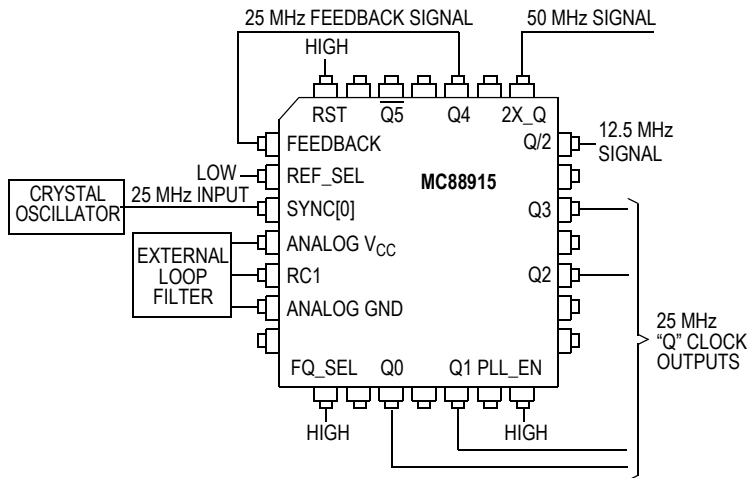 25 MHz FEEDBACK SIGNAL
50 MHz SIGNAL
HIGH
RST
Q5
Q4
2X_Q
FEEDBACK
Q/2
12.5 MHz
SIGNAL
LOW
REF_SEL
MC88915
CRYSTAL
OSCILLATOR
25 MHz INPUT
SYNC[0]
Q3
ANALOG VCC
EXTERNAL
LOOP
FILTER
RC1
Q2
ANALOG GND
25 MHz
“Q” CLOCK
OUTPUTS
FQ_SEL
Q0
Q1
PLL_EN
HIGH
HIGH